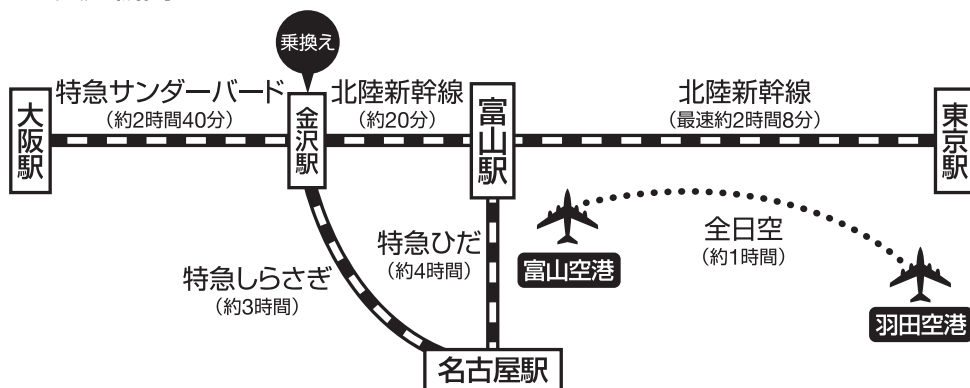 乗換え
特急サンダーバード
(約2時間40分)
北陸新幹線
(約20分)
北陸新幹線
(最速約2時間8分)
大阪駅
金沢駅
富山駅
東京駅
特急しらさぎ
(約3時間)
特急ひだ
(約4時間)
富山空港
全日空
(約1時間)
羽田空港
名古屋駅